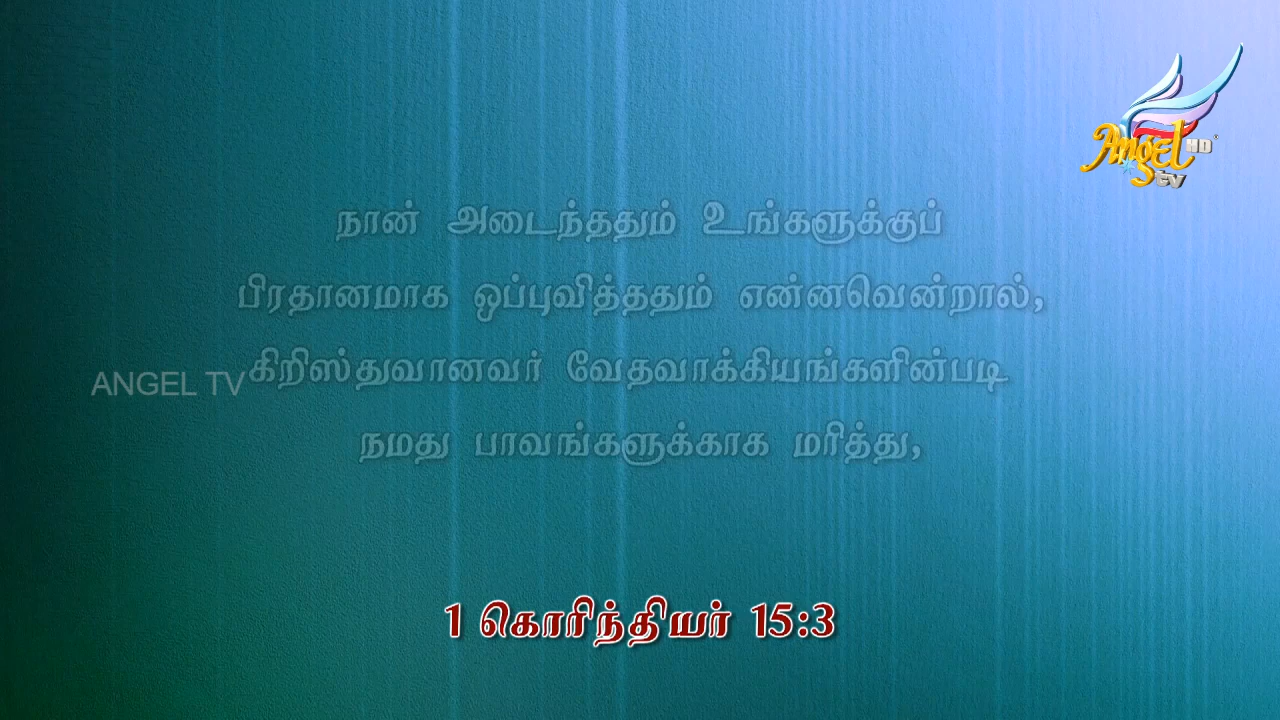 Angel HD
tv
நான் அடைந்ததும் உங்களுக்குப்
பிரதானமாக ஒப்புவித்ததும் என்னவென்றால்,
கிறிஸ்துவானவர் வேதவாக்கியங்களின்படி
ANGEL TV
நமது பாவங்களுக்காக மரித்து,
1 கொரிந்தியர் 15:3